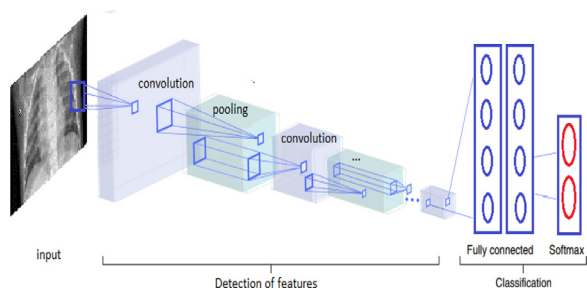 convolution
pooling
convolution
...
input
Fully connected
Softmax
Detection of features
Classification